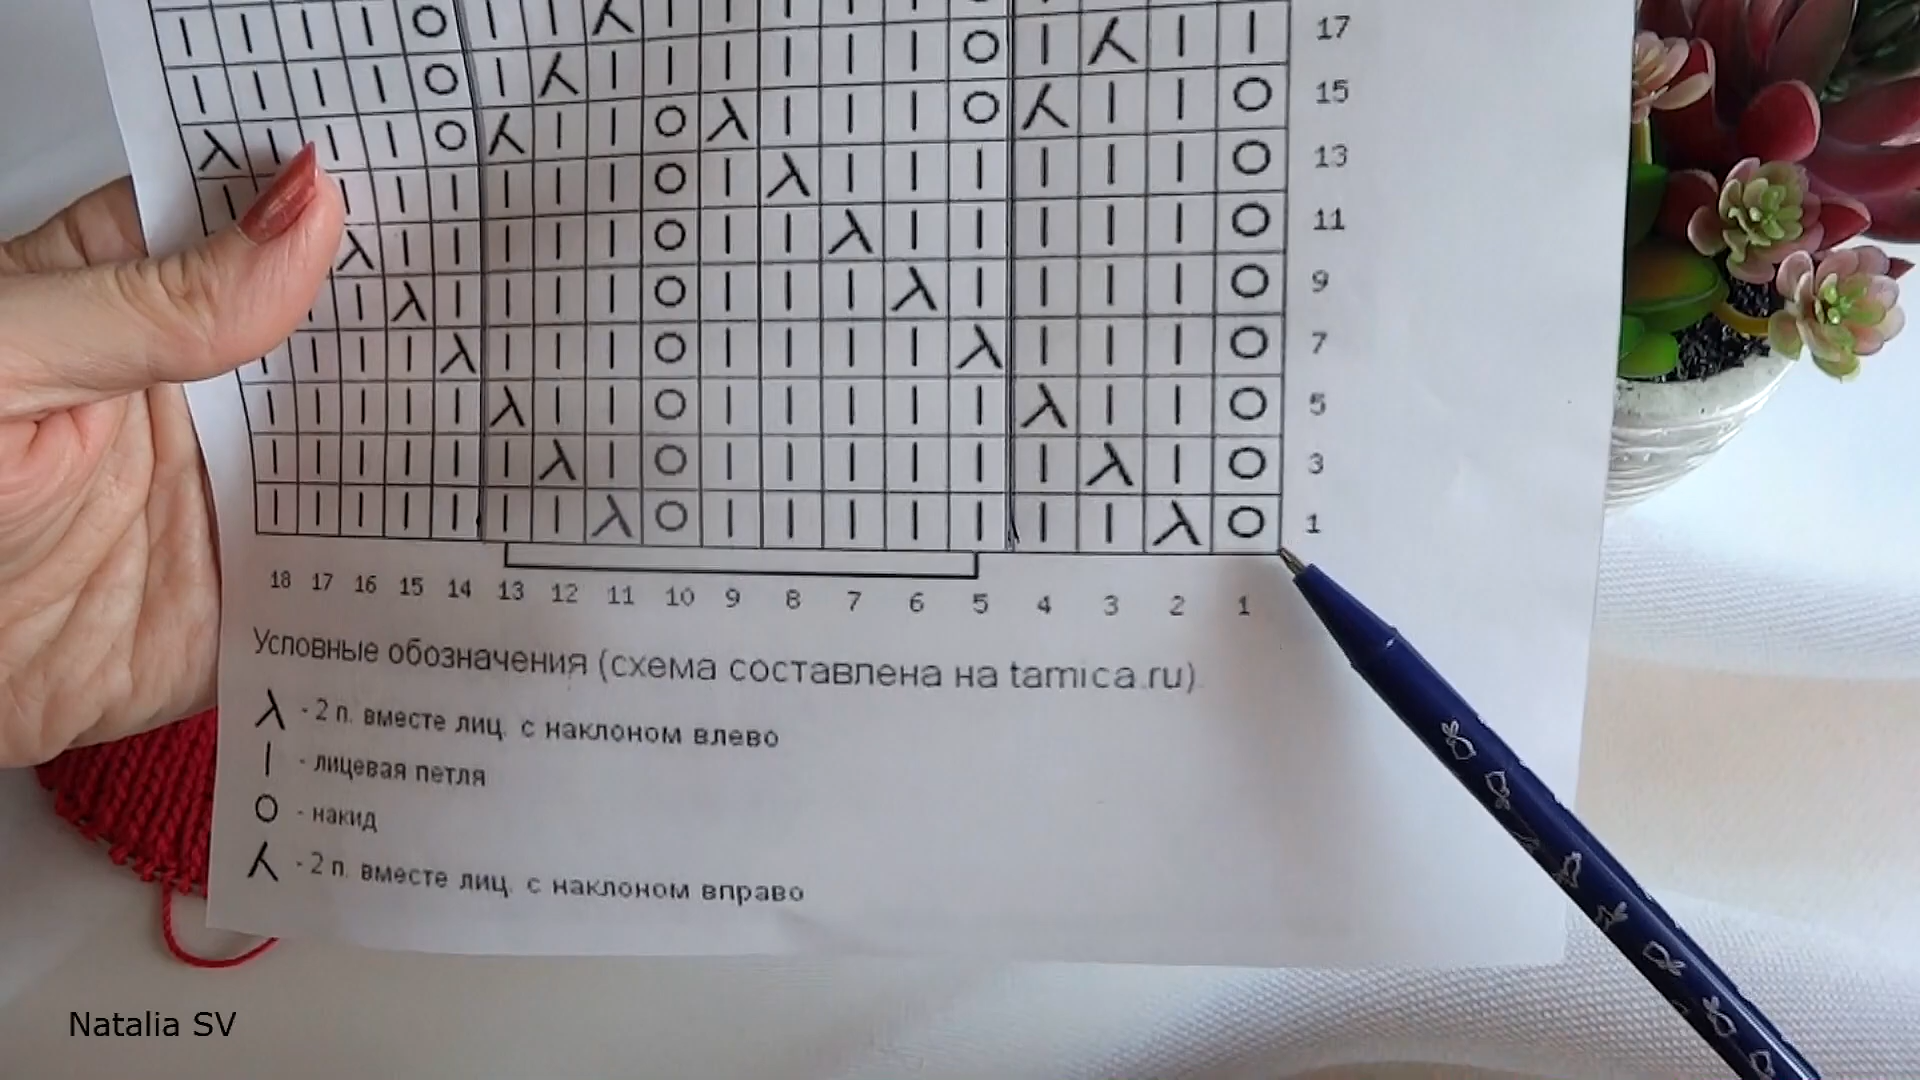 17
15
13
11
9
7
5
3
1
18 17 16 15 14 13 12 11 10 9 8 7 6 5 4 3 2 1
Условные обозначения (схема составлена на tamica.ru)
- 2 п. вместе лиц. с наклоном влево
- лицевая петля
- накид
- 2 п. вместе лиц. с наклоном вправо
Natalia SV